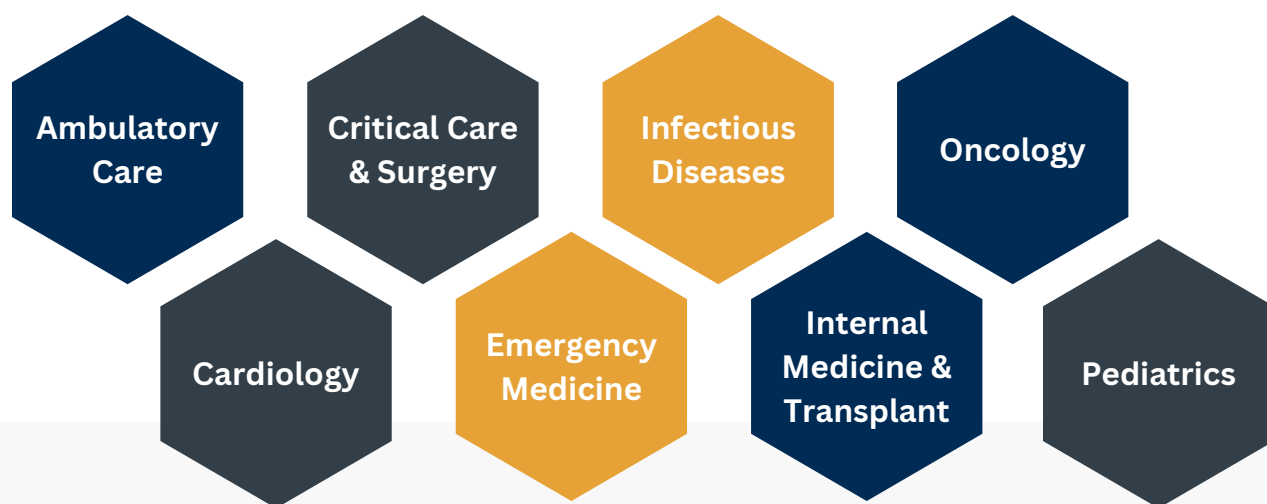 Ambulatory
Care
Critical Care
& Surgery
Infectious
Diseases
Oncology
Cardiology
Emergency
Medicine
Internal
Medicine &
Transplant
Pediatrics